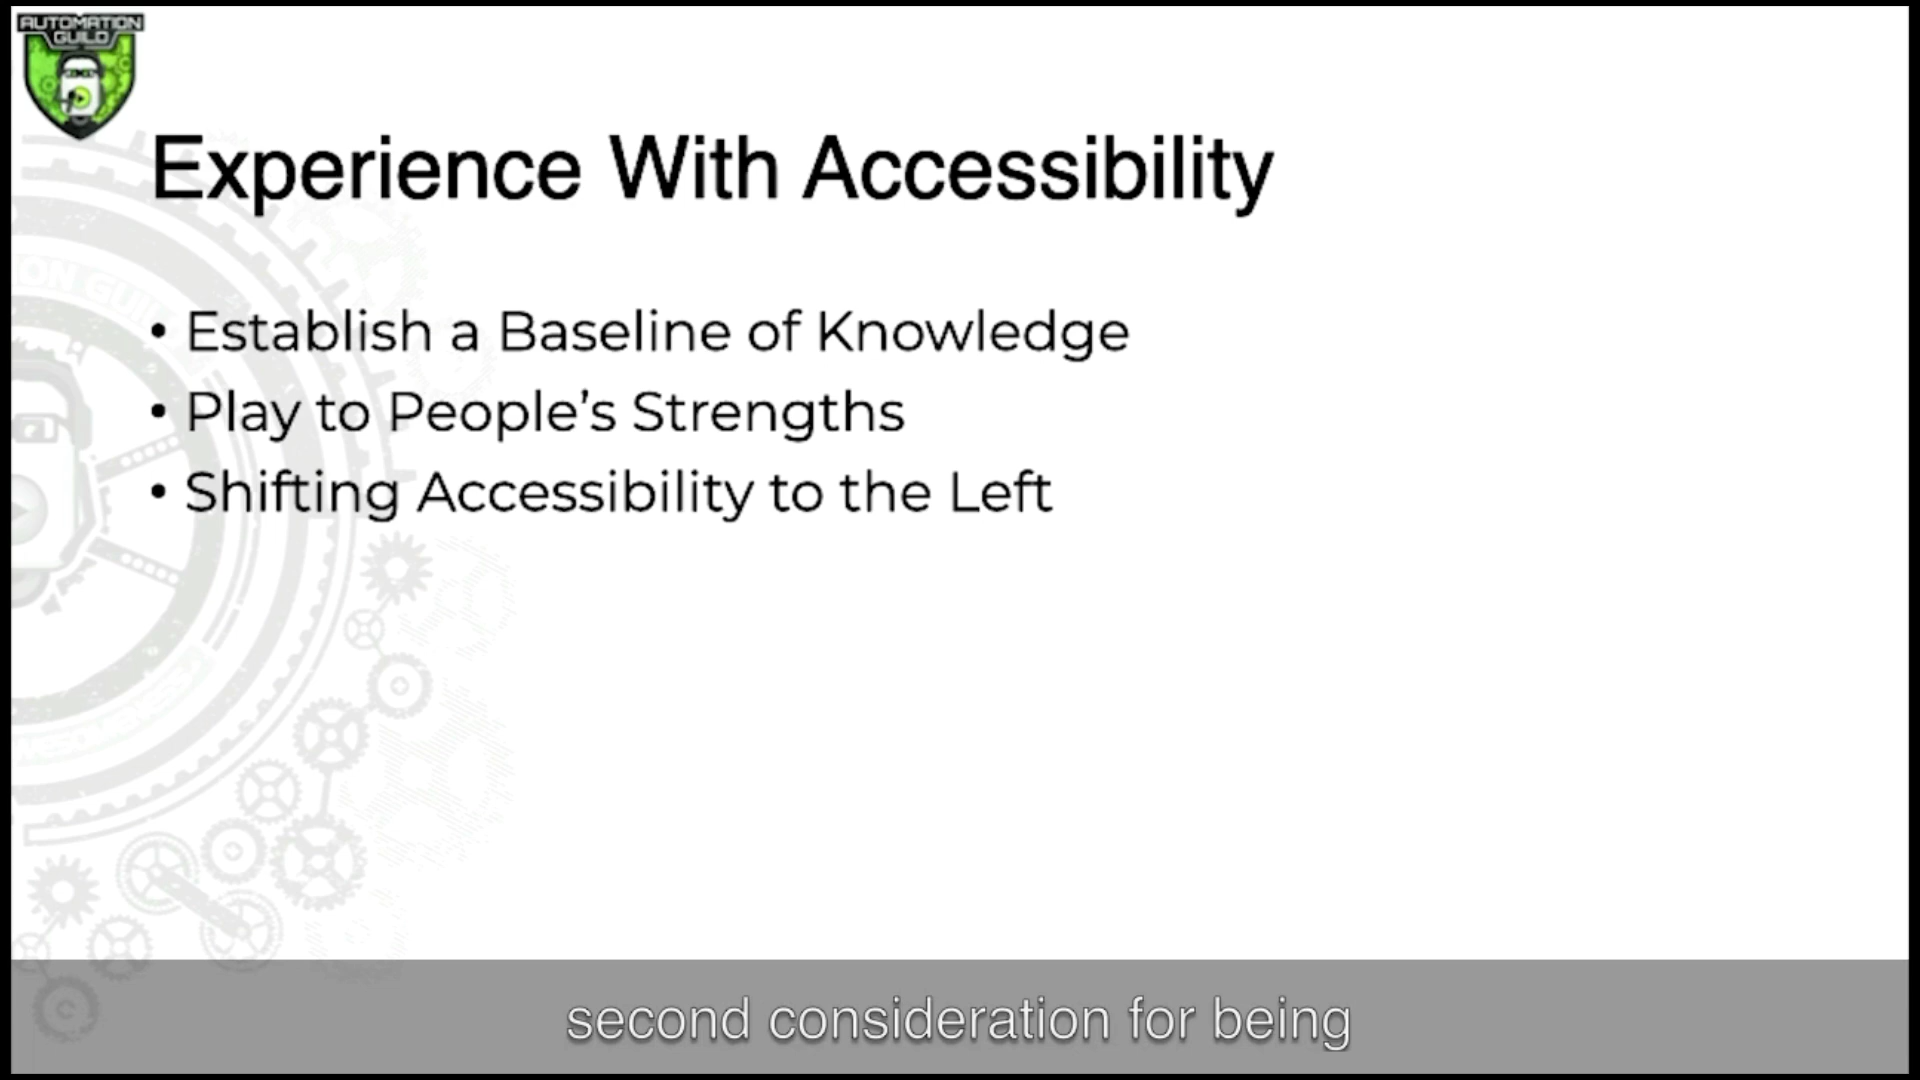 AUTOMATION
GUILD
Experience With Accessibility
• Establish a Baseline of Knowledge
• Play to People’s Strengths
• Shifting Accessibility to the Left
second consideration for being